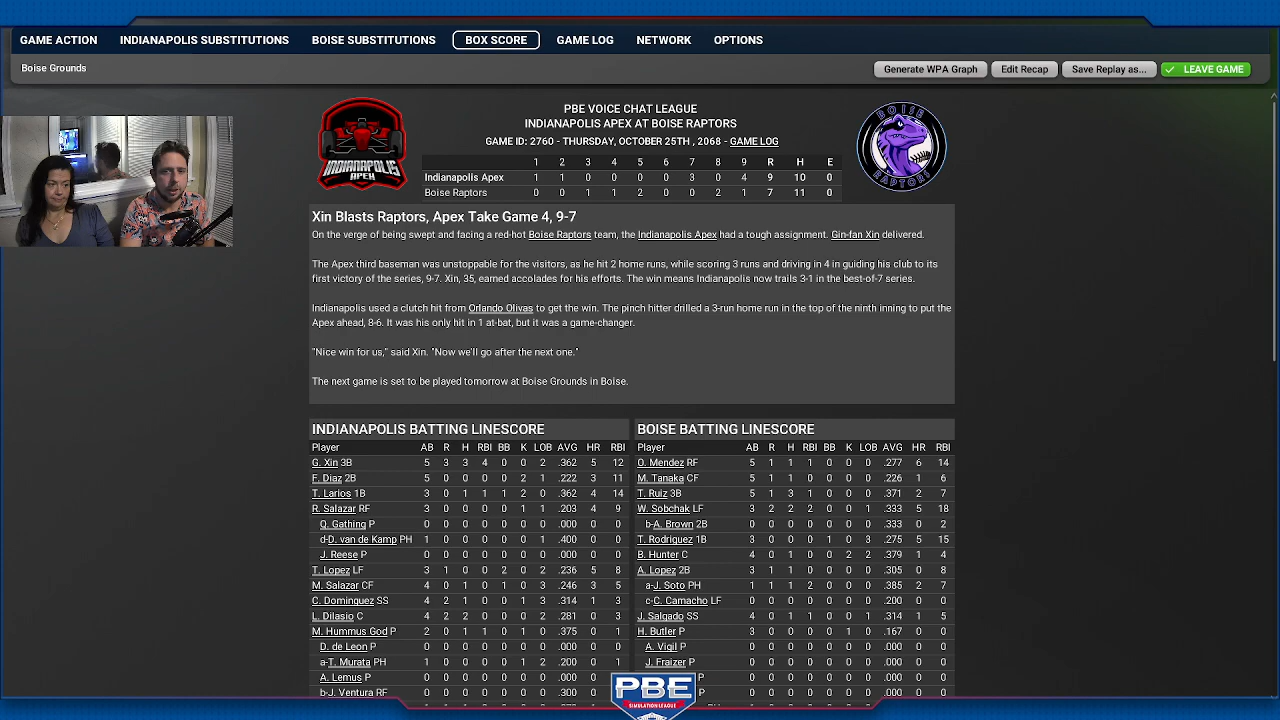 GAME ACTION INDIANAPOLIS SUBSTITUTIONS BOISE SUBSTITUTIONS BOX SCORE GAME LOG NETWORK OPTIONS
Boise Grounds Generate WPA Graph Edit Recap Save Replay as... LEAVE GAME
INDIANAPOLIS
APEX
PBE VOICE CHAT LEAGUE
INDIANAPOLIS APEX AT BOISE RAPTORS
GAME ID: 2760 - THURSDAY, OCTOBER 25TH , 2068 - GAME LOG
BOISE
RAPTORS
1 2 3 4 5 6 7 8 9 R H E
Indianapolis Apex 1 1 0 0 0 0 3 0 4 9 10 0
Boise Raptors 0 0 1 1 2 0 0 2 1 7 11 0
Xin Blasts Raptors, Apex Take Game 4, 9-7
On the verge of being swept and facing a red-hot Boise Raptors team, the Indianapolis Apex had a tough assignment. Gin-fan Xin delivered.
The Apex third baseman was unstoppable for the visitors, as he hit 2 home runs, while scoring 3 runs and driving in 4 in guiding his club to its
first victory of the series, 9-7. Xin, 35, earned accolades for his efforts. The win means Indianapolis now trails 3-1 in the best-of-7 series.
Indianapolis used a clutch hit from Orlando Olivas to get the win. The pinch hitter drilled a 3-run home run in the top of the ninth inning to put the
Apex ahead, 8-6. It was his only hit in 1 at-bat, but it was a game-changer.
"Nice win for us," said Xin. "Now we'll go after the next one."
The next game is set to be played tomorrow at Boise Grounds in Boise.
INDIANAPOLIS BATTING LINESCORE
Player AB R H RBI BB K LOB AVG HR RBI
G. Xin 3B 5 3 3 4 0 0 2 .362 5 12
F. Diaz 2B 5 0 0 0 0 2 1 .222 3 11
T. Larios 1B 3 0 1 1 1 2 0 .362 4 14
R. Salazar RF 3 0 0 0 0 1 1 .203 4 9
Q. Gathing P 0 0 0 0 0 0 0 .000 0 0
d-D. van de Kamp PH 1 0 0 0 0 0 1 .400 0 0
J. Reese P 0 0 0 0 0 0 0 .000 0 0
T. Lopez LF 3 1 0 0 2 0 2 .236 5 8
M. Salazar CF 4 0 1 0 1 0 3 .246 3 5
C. Dominquez SS 4 2 1 0 0 1 3 .314 1 3
L. Dilasio C 4 2 2 0 0 0 2 .281 0 3
M. Hummus God P 2 0 1 1 0 1 0 .375 0 1
D. de Leon P 0 0 0 0 0 0 0 .000 0 0
a-T. Murata PH 1 0 0 0 0 1 2 .200 0 1
A. Lemus P 0 0 0 0 0 0 0 .000 0 0
b-J. Ventura RF 0 0 0 0 0 0 0 .300 0 0
BOISE BATTING LINESCORE
Player AB R H RBI BB K LOB AVG HR RBI
O. Mendez RF 5 1 1 1 0 0 0 .277 6 14
M. Tanaka CF 5 1 1 0 0 0 0 .226 1 6
T. Ruiz 3B 5 1 3 1 0 0 0 .371 2 7
W. Sobchak LF 3 2 2 2 0 0 1 .333 5 18
b-A. Brown 2B 0 0 0 0 0 0 0 .333 0 2
T. Rodriguez 1B 3 0 0 0 1 0 3 .275 5 15
B. Hunter C 4 0 1 0 0 2 2 .379 1 4
A. Lopez 2B 3 1 1 0 0 0 0 .305 0 8
a-J. Soto PH 1 1 1 2 0 0 0 .385 2 7
c-C. Camacho LF 0 0 0 0 0 0 0 .200 0 0
J. Salgado SS 4 0 1 1 0 0 1 .314 1 5
H. Butler P 3 0 0 0 0 1 0 .167 0 0
A. Vigil P 0 0 0 0 0 0 0 .000 0 0
J. Fraizer P 0 0 0 0 0 0 0 .000 0 0
P 0 0 0 0 0 0 0 .000 0 0
P 0 0 0 0 0 0 0 .000 0 0
PBE
SIMULATION LEAGUE